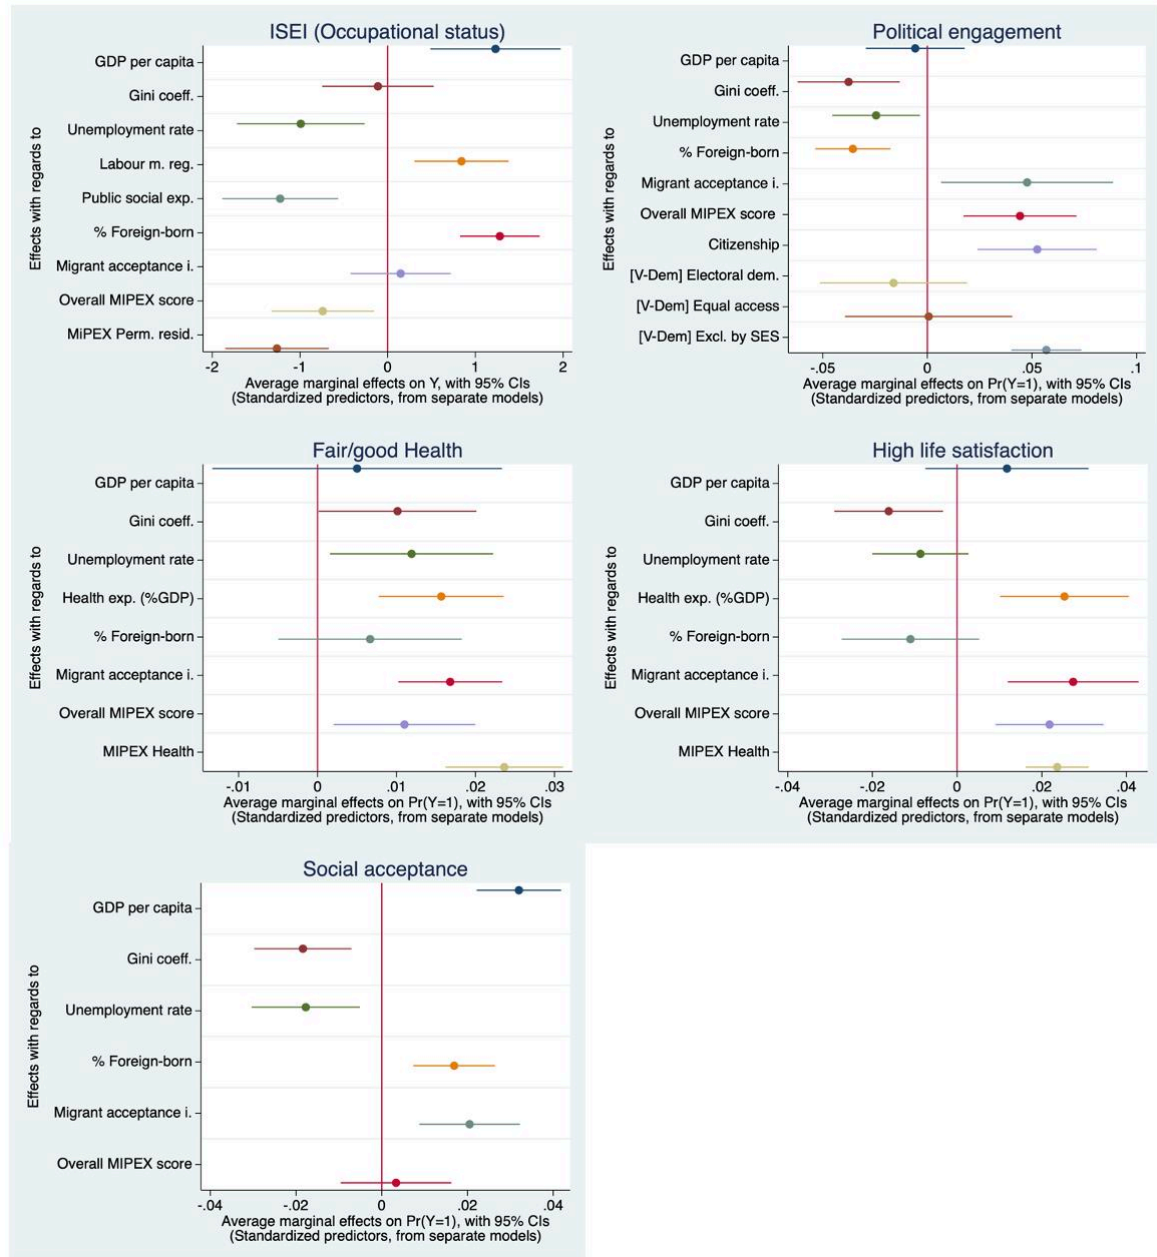 ISEI (Occupational status)
Effects with regards to
GDP per capita
Gini coeff.
Unemployment rate
Labour m. reg.
Public social exp.
% Foreign-born
Migrant acceptance i.
Overall MIPEX score
MiPEX Perm. resid.
-2 -1 0 1 2
Average marginal effects on Y, with 95% CIs
(Standardized predictors, from separate models)
Political engagement
Effects with regards to
GDP per capita
Gini coeff.
Unemployment rate
% Foreign-born
Migrant acceptance i.
Overall MIPEX score
Citizenship
[V-Dem] Electoral dem.
[V-Dem] Equal access
[V-Dem] Excl. by SES
-.05 0 .05 .1
Average marginal effects on Pr(Y=1), with 95% CIs
(Standardized predictors, from separate models)
Fair/good Health
Effects with regards to
GDP per capita
Gini coeff.
Unemployment rate
Health exp. (%GDP)
% Foreign-born
Migrant acceptance i.
Overall MIPEX score
MIPEX Health
-.01 0 .01 .02 .03
Average marginal effects on Pr(Y=1), with 95% CIs
(Standardized predictors, from separate models)
High life satisfaction
Effects with regards to
GDP per capita
Gini coeff.
Unemployment rate
Health exp. (%GDP)
% Foreign-born
Migrant acceptance i.
Overall MIPEX score
MIPEX Health
-.04 -.02 0 .02 .04
Average marginal effects on Pr(Y=1), with 95% CIs
(Standardized predictors, from separate models)
Social acceptance
Effects with regards to
GDP per capita
Gini coeff.
Unemployment rate
% Foreign-born
Migrant acceptance i.
Overall MIPEX score
-.04 -.02 0 .02 .04
Average marginal effects on Pr(Y=1), with 95% CIs
(Standardized predictors, from separate models)